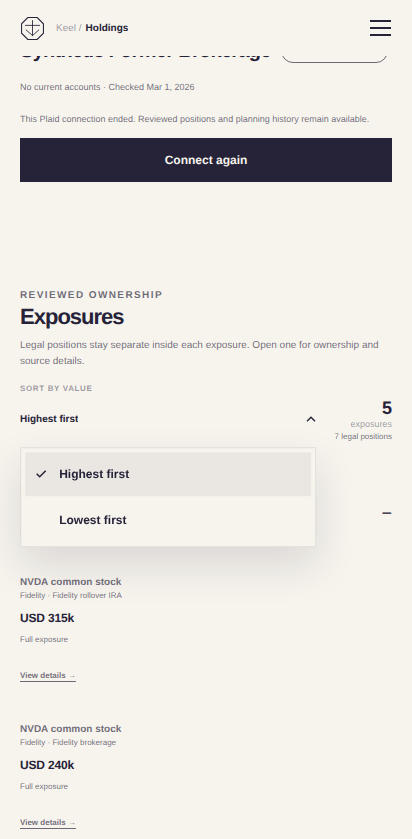 Keel / Holdings
No current accounts · Checked Mar 1, 2026
This Plaid connection ended. Reviewed positions and planning history remain available.
Connect again
REVIEWED OWNERSHIP
Exposures
Legal positions stay separate inside each exposure. Open one for ownership and
source details.
SORT BY VALUE
Highest first
5
exposures
7 legal positions
Highest first
Lowest first
–
NVDA common stock
Fidelity · Fidelity rollover IRA
USD 315k
Full exposure
View details →
NVDA common stock
Fidelity · Fidelity brokerage
USD 240k
Full exposure
View details →